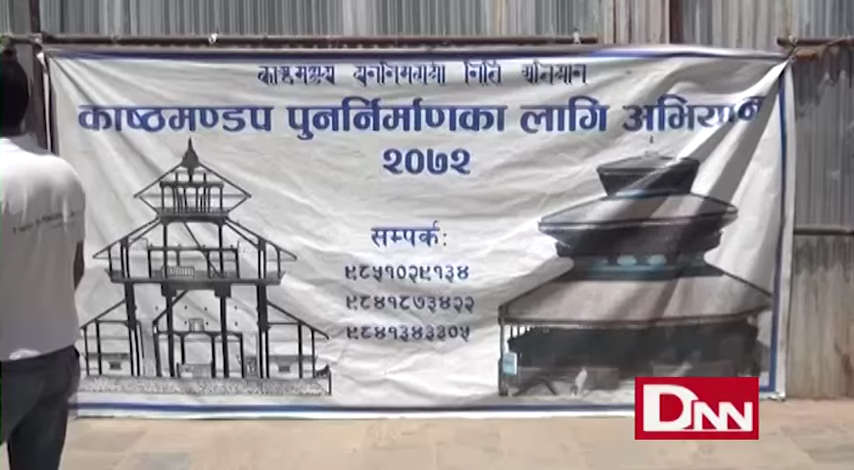 काष्ठमण्डप पुनर्निर्माणका लागि अभियान
२०७२
सम्पर्क:
९८५१०२९१३४
९८४१८७३४२२
९८४१३४३३०५
DNN